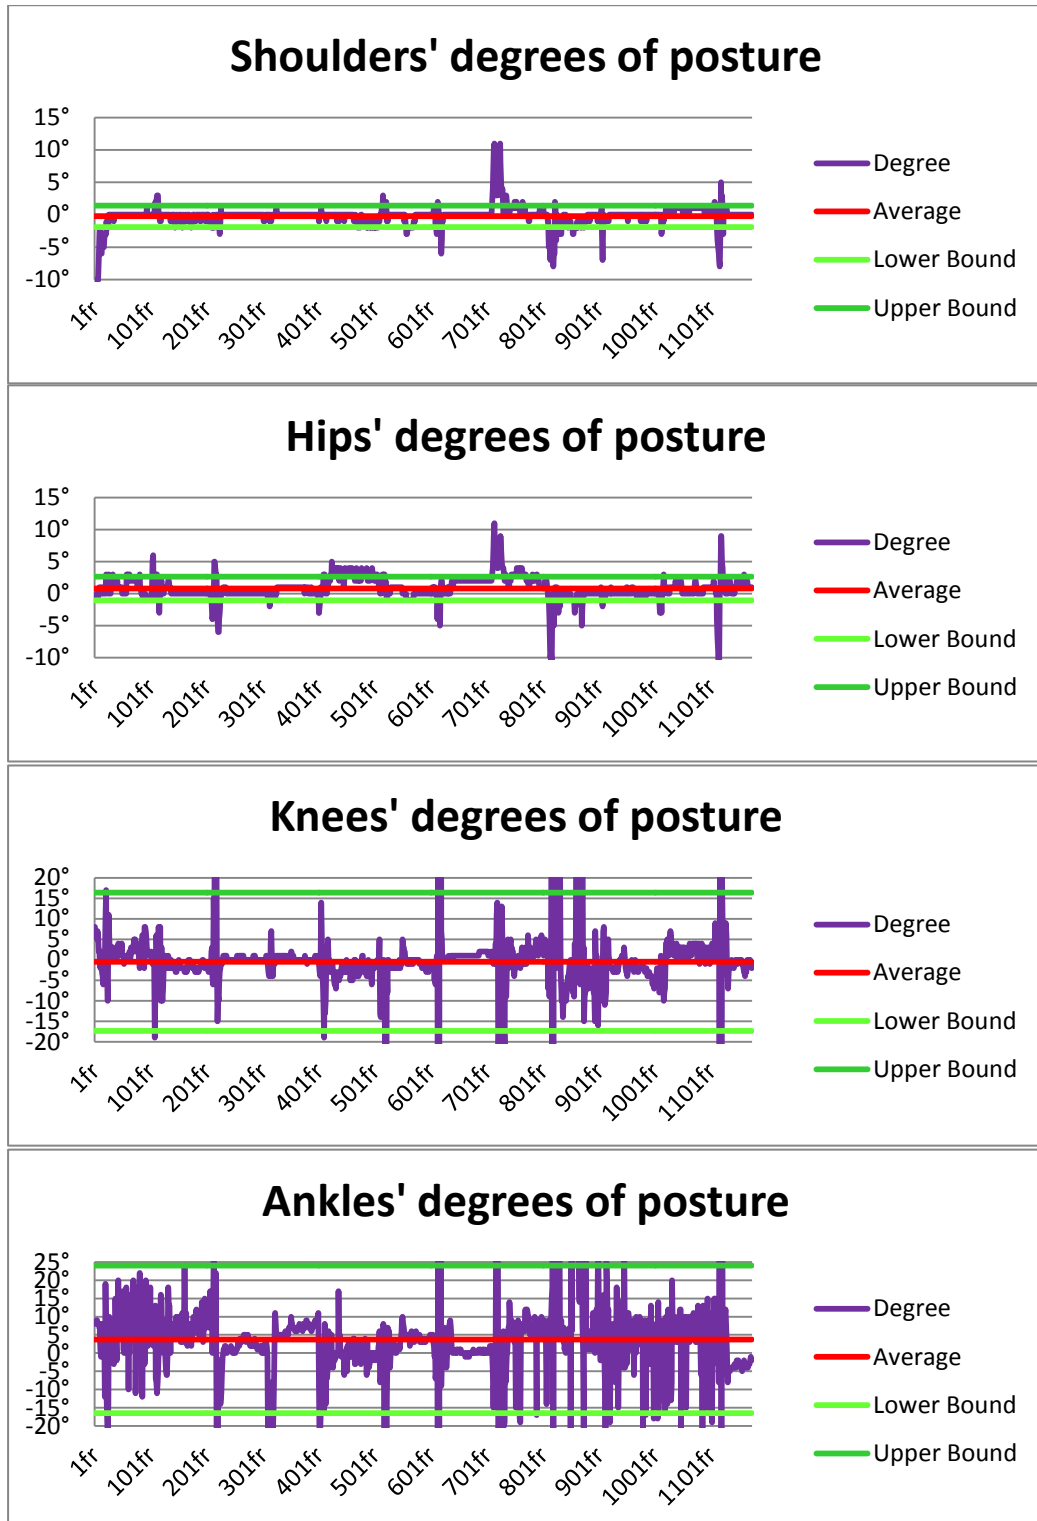 Shoulders' degrees of posture
15°
10°
5°
0°
-5°
-10°
1fr
101fr
201fr
301fr
401fr
501fr
601fr
701fr
801fr
901fr
1001fr
1101fr
Degree
Average
Lower Bound
Upper Bound
Hips' degrees of posture
15°
10°
5°
0°
-5°
-10°
1fr
101fr
201fr
301fr
401fr
501fr
601fr
701fr
801fr
901fr
1001fr
1101fr
Degree
Average
Lower Bound
Upper Bound
Knees' degrees of posture
20°
15°
10°
5°
0°
-5°
-10°
-15°
-20°
1fr
101fr
201fr
301fr
401fr
501fr
601fr
701fr
801fr
901fr
1001fr
1101fr
Degree
Average
Lower Bound
Upper Bound
Ankles' degrees of posture
25°
20°
15°
10°
5°
0°
-5°
-10°
-15°
-20°
1fr
101fr
201fr
301fr
401fr
501fr
601fr
701fr
801fr
901fr
1001fr
1101fr
Degree
Average
Lower Bound
Upper Bound